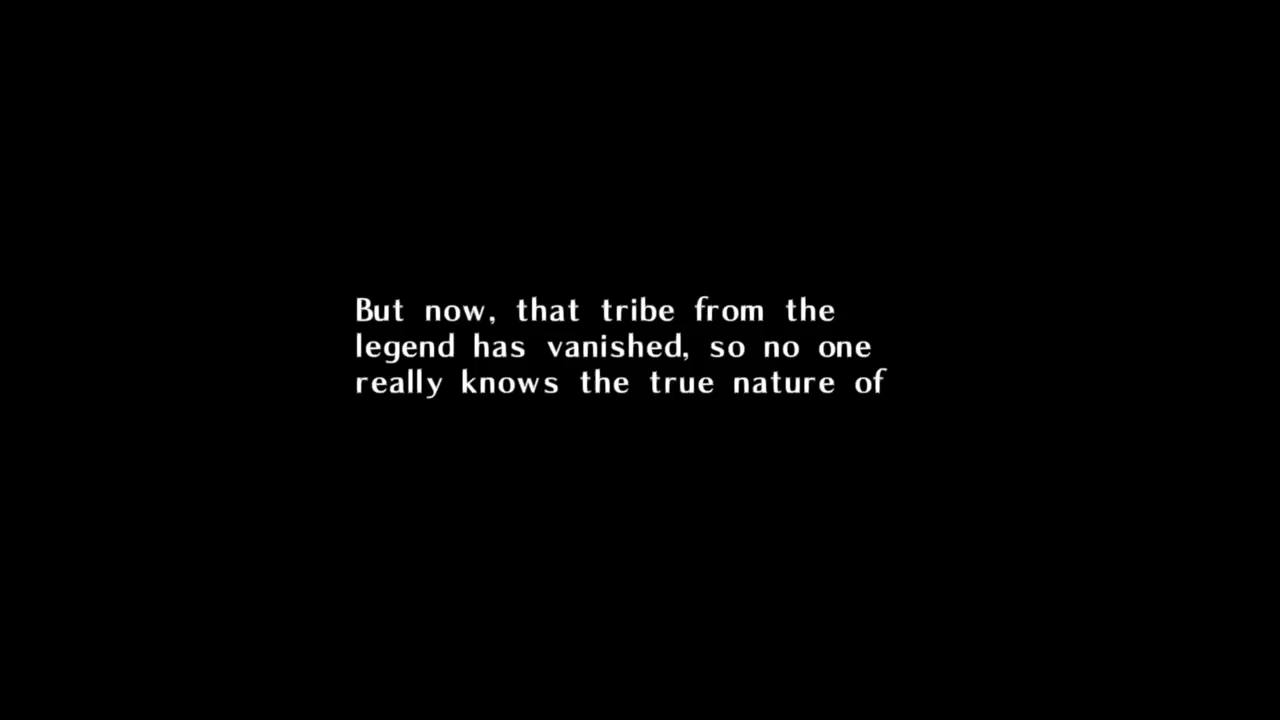 But now, that tribe from the
legend has vanished, so no one
really knows the true nature of